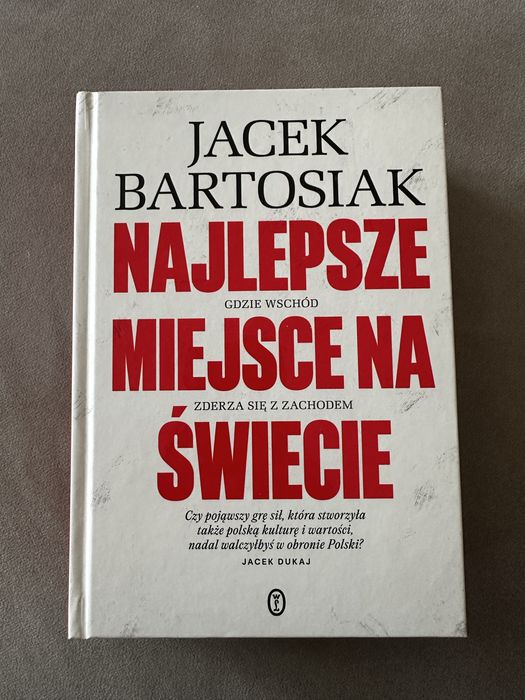 JACEK
BARTOSIAK
NAJLEPSZE
GDZIE WSCHÓD
MIEJSCE NA
ZDERZA SIĘ Z ZACHODEM
ŚWIECIE
Czy pojąwszy grę sił, która stworzyła
także polską kulturę i wartości,
nadal walczyłbyś w obronie Polski?
JACEK DUKAJ